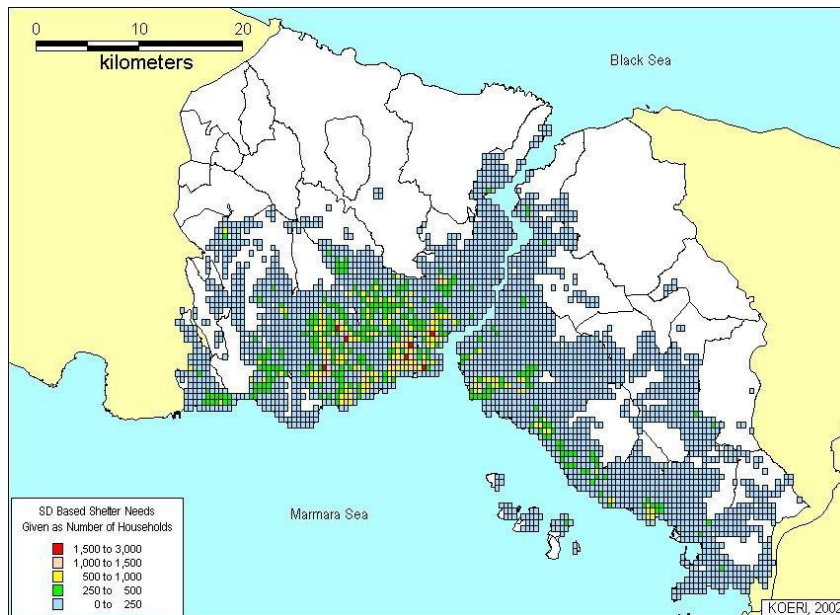 0 10 20
kilometers
Black Sea
Marmara Sea
SD Based Shelter Needs
Given as Number of Households
1,500 to 3,000
1,000 to 1,500
500 to 1,000
250 to 500
0 to 250
KOERI,